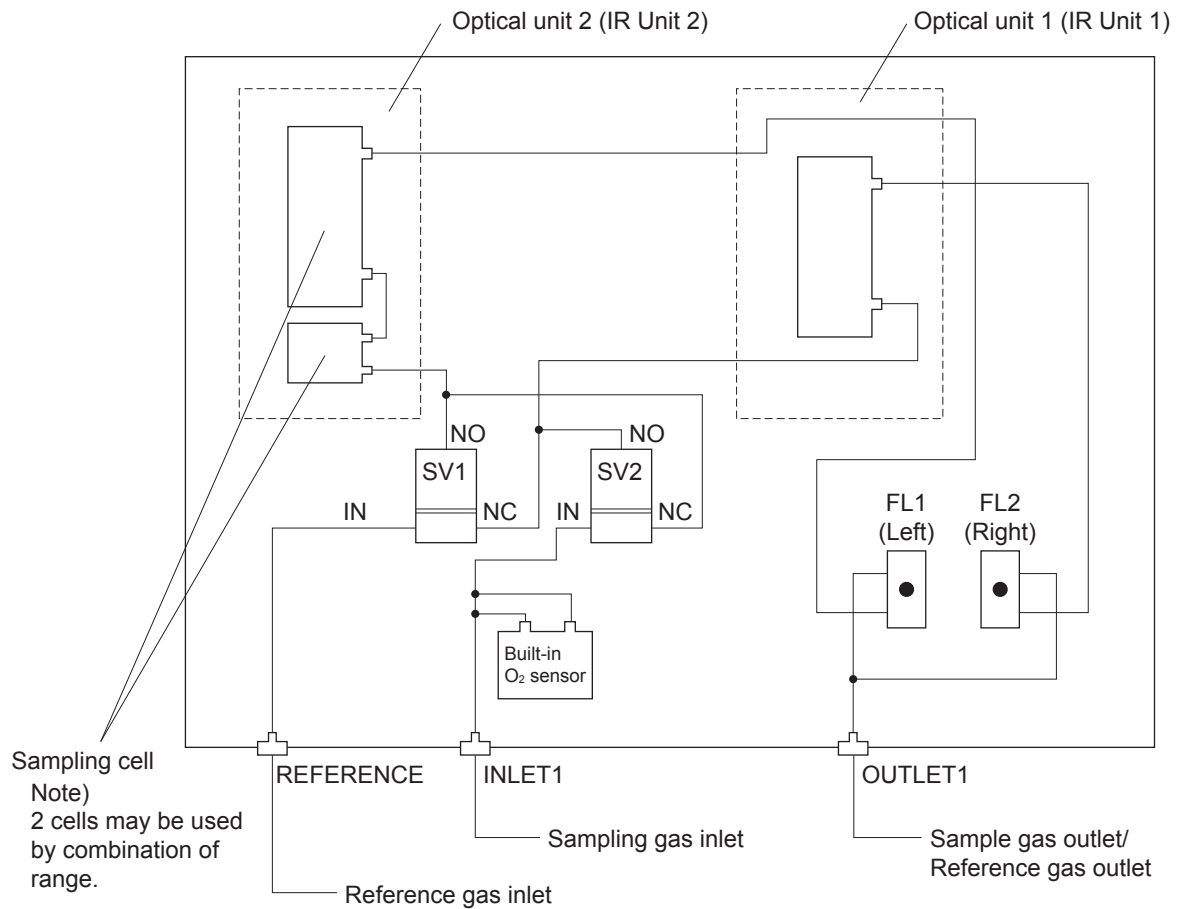 Optical unit 2 (IR Unit 2)
Optical unit 1 (IR Unit 1)
NO
NO
SV1
SV2
IN
NC
IN
NC
FL1
(Left)
FL2
(Right)
Built-in
O₂ sensor
Sampling cell
Note)
2 cells may be used
by combination of
range.
REFERENCE
INLET1
OUTLET1
Sampling gas inlet
Sample gas outlet/
Reference gas outlet
Reference gas inlet